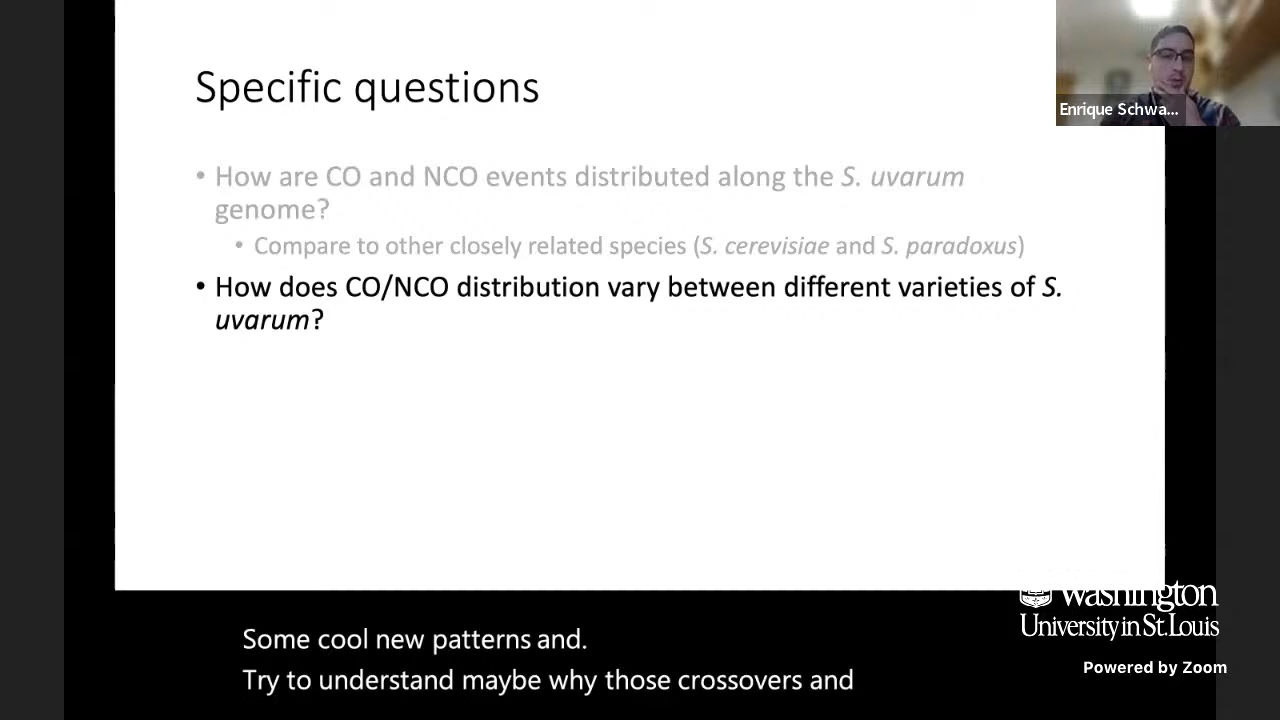 Specific questions
Enrique Schwa...
• How are CO and NCO events distributed along the S. uvarum
genome?
• Compare to other closely related species (S. cerevisiae and S. paradoxus)
• How does CO/NCO distribution vary between different varieties of S.
uvarum?
Washington
University in St. Louis
Some cool new patterns and.
Try to understand maybe why those crossovers and
Powered by Zoom